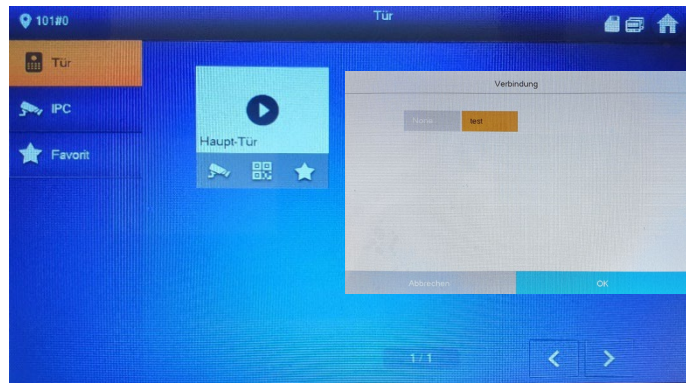 101#0
Tür
Tür
IPC
Favorit
Haupt-Tür
Verbindung
None test
Abbrechen OK
1/1